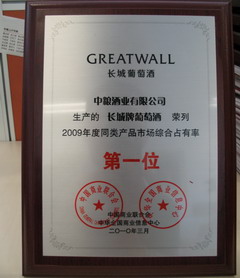 GREATWALL
长城葡萄酒
中粮酒业有限公司
生产的 长城牌葡萄酒 荣列
2009年度同类产品市场综合占有率
第一位
中国商业联合会
中华全国商业信息中心
二〇一〇年三月